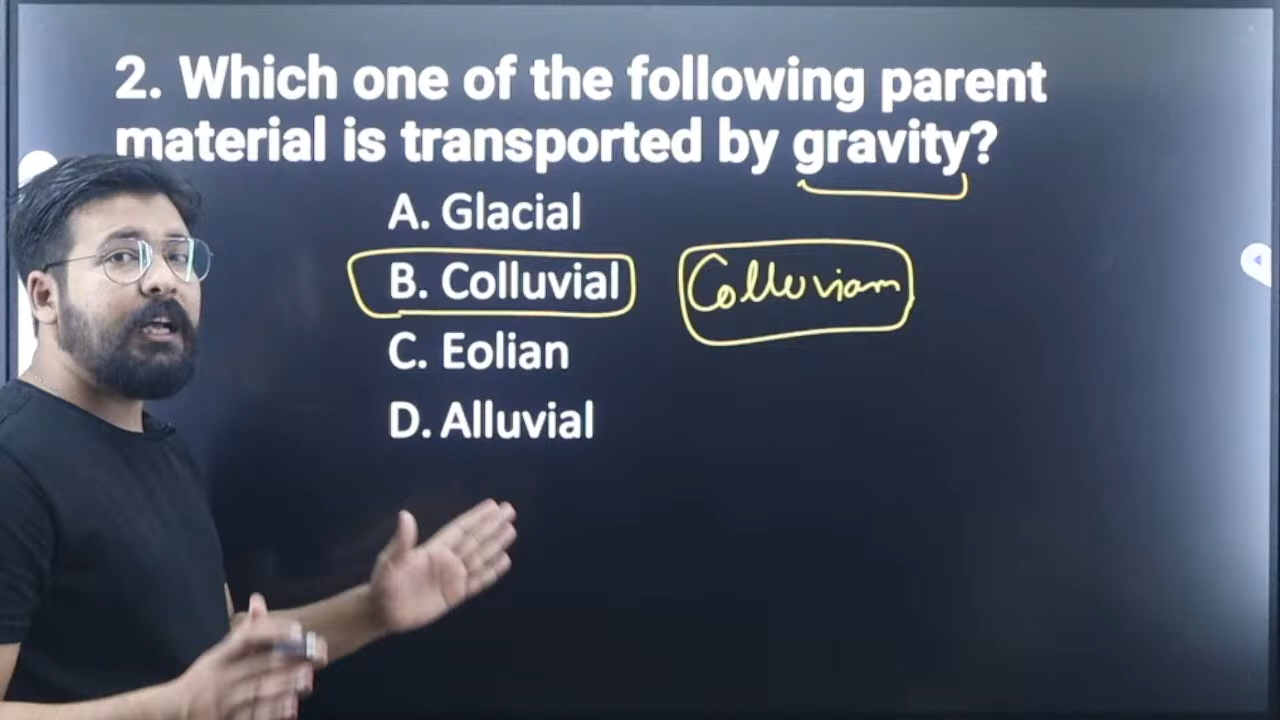 2. Which one of the following parent
material is transported by gravity?
A. Glacial
B. Colluvial
Colluviam
C. Eolian
D. Alluvial